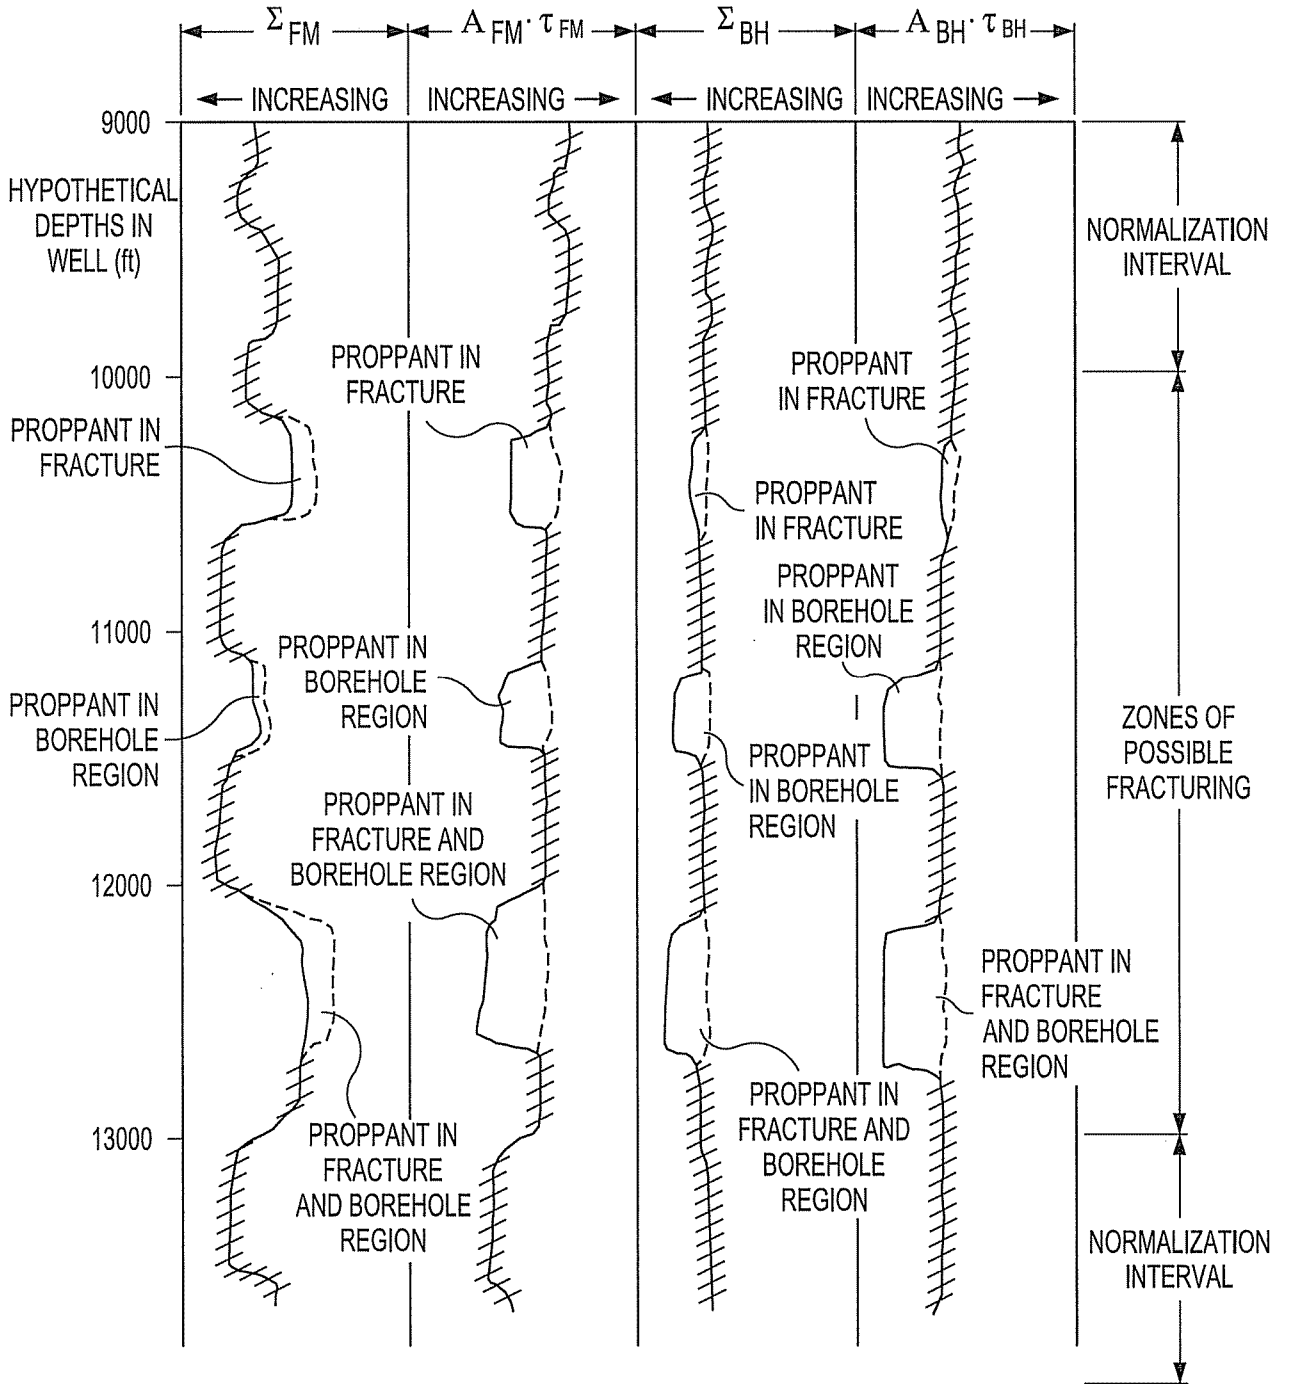 Σ FM
A FM · τ FM
Σ BH
A BH · τ BH
INCREASING
INCREASING
INCREASING
INCREASING
9000
HYPOTHETICAL
DEPTHS IN
WELL (ft)
NORMALIZATION
INTERVAL
10000
PROPPANT IN
FRACTURE
PROPPANT IN
FRACTURE
PROPPANT
IN FRACTURE
PROPPANT
IN FRACTURE
11000
PROPPANT IN
BOREHOLE
REGION
PROPPANT IN
BOREHOLE
REGION
PROPPANT
IN BOREHOLE
REGION
PROPPANT
IN BOREHOLE
REGION
ZONES OF
POSSIBLE
FRACTURING
12000
PROPPANT IN
FRACTURE AND
BOREHOLE REGION
PROPPANT IN
FRACTURE
AND BOREHOLE
REGION
13000
PROPPANT IN
FRACTURE
AND BOREHOLE
REGION
PROPPANT IN
FRACTURE AND
BOREHOLE
REGION
NORMALIZATION
INTERVAL